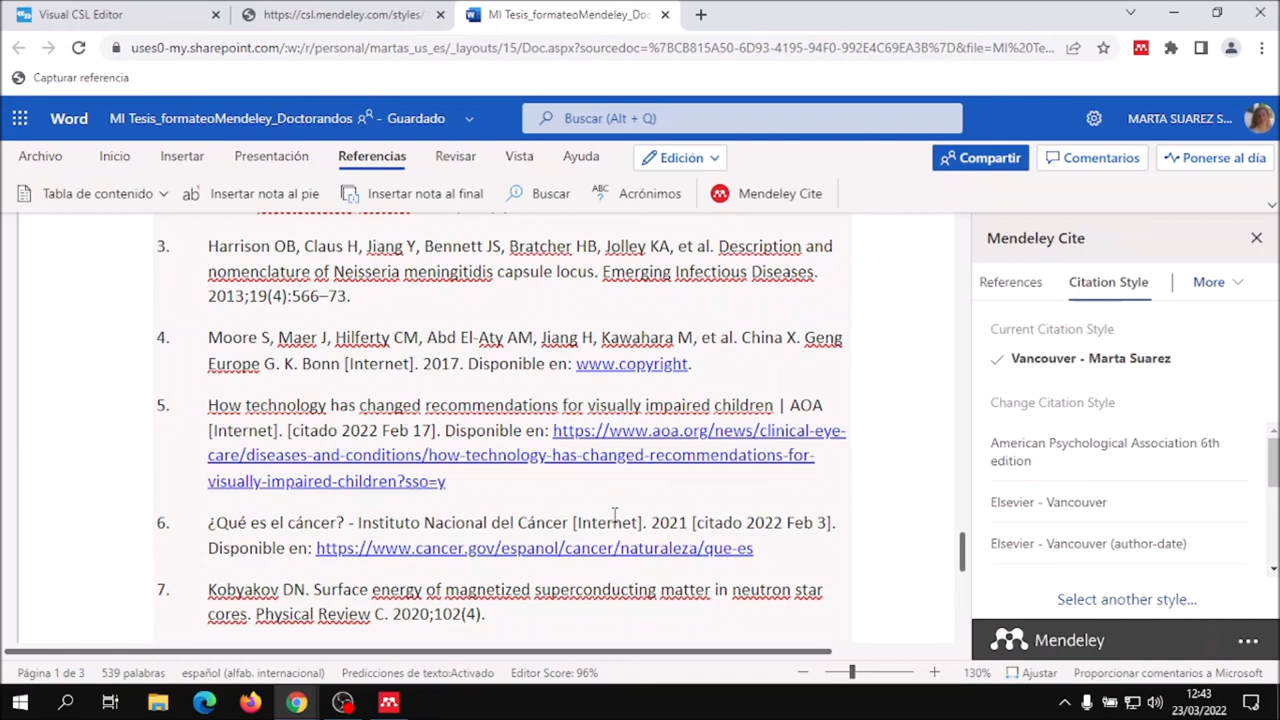 Visual CSL Editor
https://csl.mendeley.com/styles/
MI Tesis_formateoMendeley_Doc
uses0-my.sharepoint.com/:w:/r/personal/martas_us_es/_layouts/15/Doc.aspx?sourcedoc=%7BCB815A50-6D93-4195-94F0-992E4C69EA3B%7D&file=MI%20Te...
Capturar referencia
Word MI Tesis_formateoMendeley_Doctorandos - Guardado
Buscar (Alt + Q)
MARTA SUAREZ S...
Archivo Inicio Insertar Presentación Referencias Revisar Vista Ayuda Edición Compartir Comentarios Ponerse al día
Tabla de contenido Insertar nota al pie Insertar nota al final Buscar Acrónimos Mendeley Cite
3. Harrison OB, Claus H, Jiang Y, Bennett JS, Bratcher HB, Jolley KA, et al. Description and
nomenclature of Neisseria meningitidis capsule locus. Emerging Infectious Diseases.
2013;19(4):566–73.
4. Moore S, Maer J, Hilferty CM, Abd El-Aty AM, Jiang H, Kawahara M, et al. China X. Geng
Europe G. K. Bonn [Internet]. 2017. Disponible en: www.copyright.
5. How technology has changed recommendations for visually impaired children | AOA
[Internet]. [citado 2022 Feb 17]. Disponible en: https://www.aoa.org/news/clinical-eye-
care/diseases-and-conditions/how-technology-has-changed-recommendations-for-
visually-impaired-children?sso=y
6. ¿Qué es el cáncer? - Instituto Nacional del Cáncer [Internet]. 2021 [citado 2022 Feb 3].
Disponible en: https://www.cancer.gov/espanol/cancer/naturaleza/que-es
7. Kobyakov DN. Surface energy of magnetized superconducting matter in neutron star
cores. Physical Review C. 2020;102(4).
Mendeley Cite
References Citation Style More
Current Citation Style
Vancouver - Marta Suarez
Change Citation Style
American Psychological Association 6th
edition
Elsevier - Vancouver
Elsevier - Vancouver (author-date)
Select another style...
Mendeley
Página 1 de 3 539 palabras español (alfab. internacional) Predicciones de texto:Activado Editor Score: 96% 130% Ajustar Proporcionar comentarios a Microsoft
12:43
23/03/2022